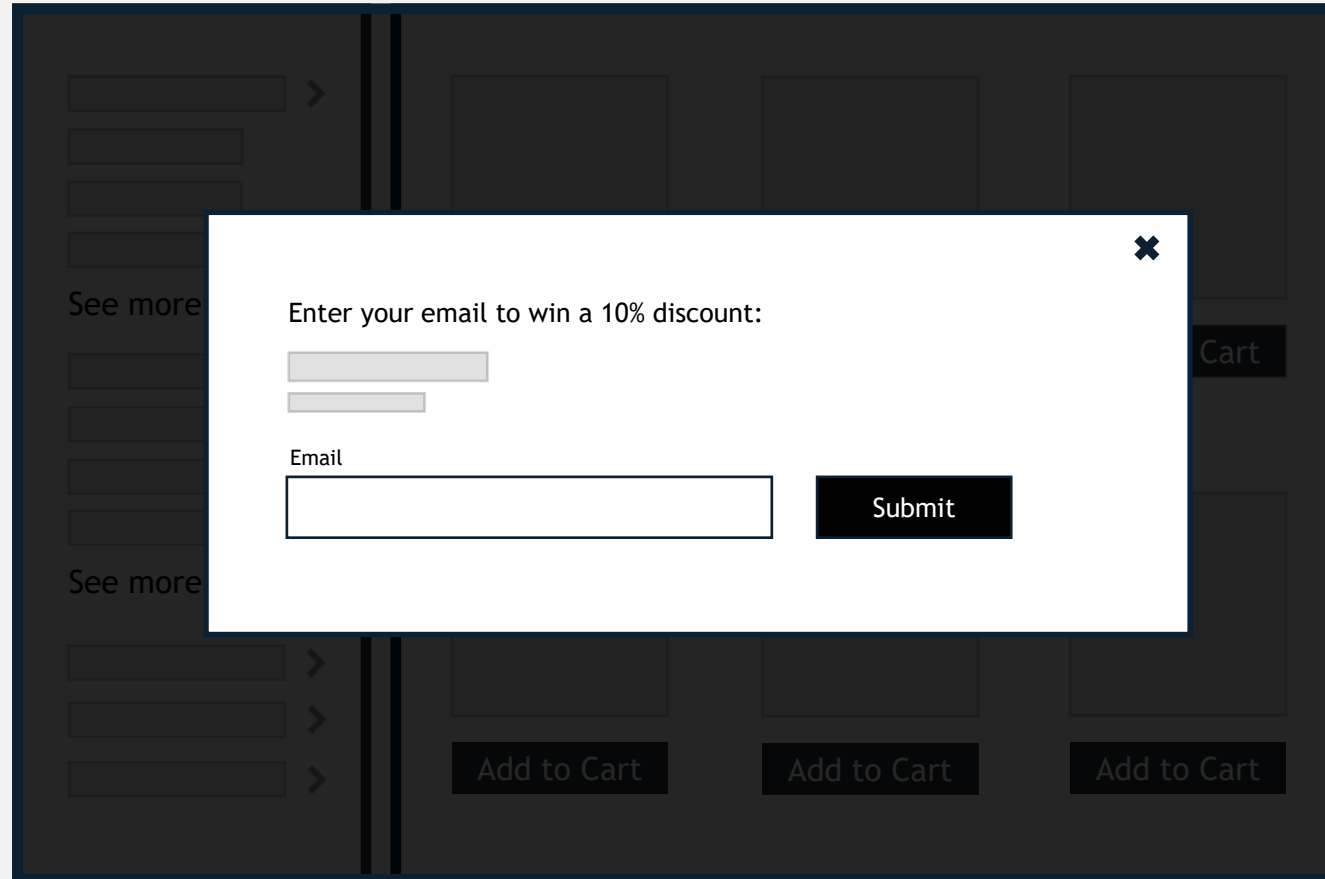 See more
Enter your email to win a 10% discount:
Cart
Email
Submit
See more
Add to Cart
Add to Cart
Add to Cart